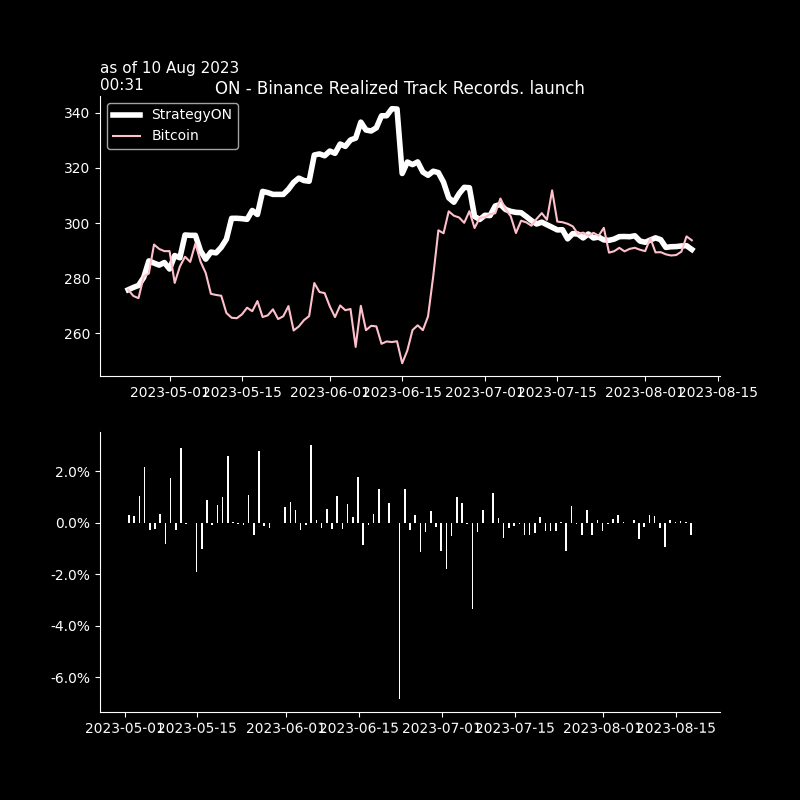 as of 10 Aug 2023
00:31
ON - Binance Realized Track Records. launch
StrategyON
Bitcoin
340
320
300
280
260
2023-05-01 2023-05-15 2023-06-01 2023-06-15 2023-07-01 2023-07-15 2023-08-01 2023-08-15
2.0%
0.0%
-2.0%
-4.0%
-6.0%
2023-05-01 2023-05-15 2023-06-01 2023-06-15 2023-07-01 2023-07-15 2023-08-01 2023-08-15